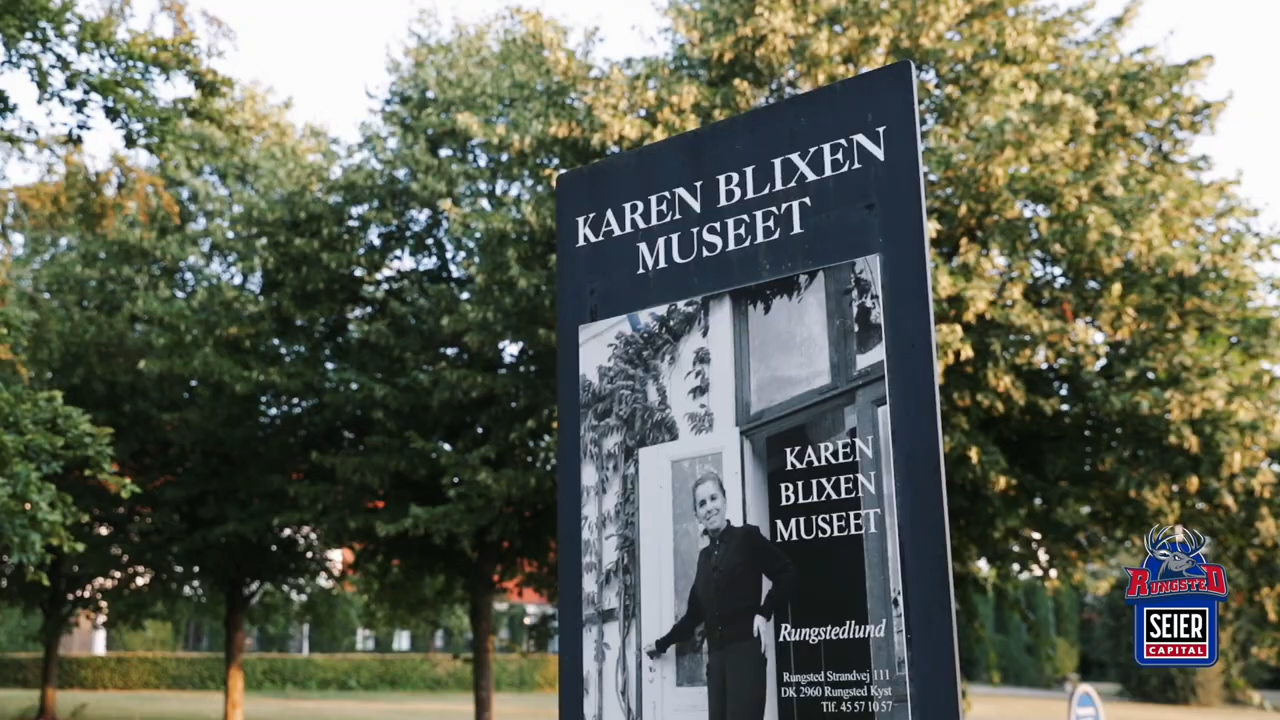 KAREN BLIXEN
MUSEET
KAREN
BLIXEN
MUSEET
Rungstedlund
Rungsted Strandvej 111
DK 2960 Rungsted Kyst
Tlf. 45 57 10 57
RUNGSTED
SEIER
CAPITAL